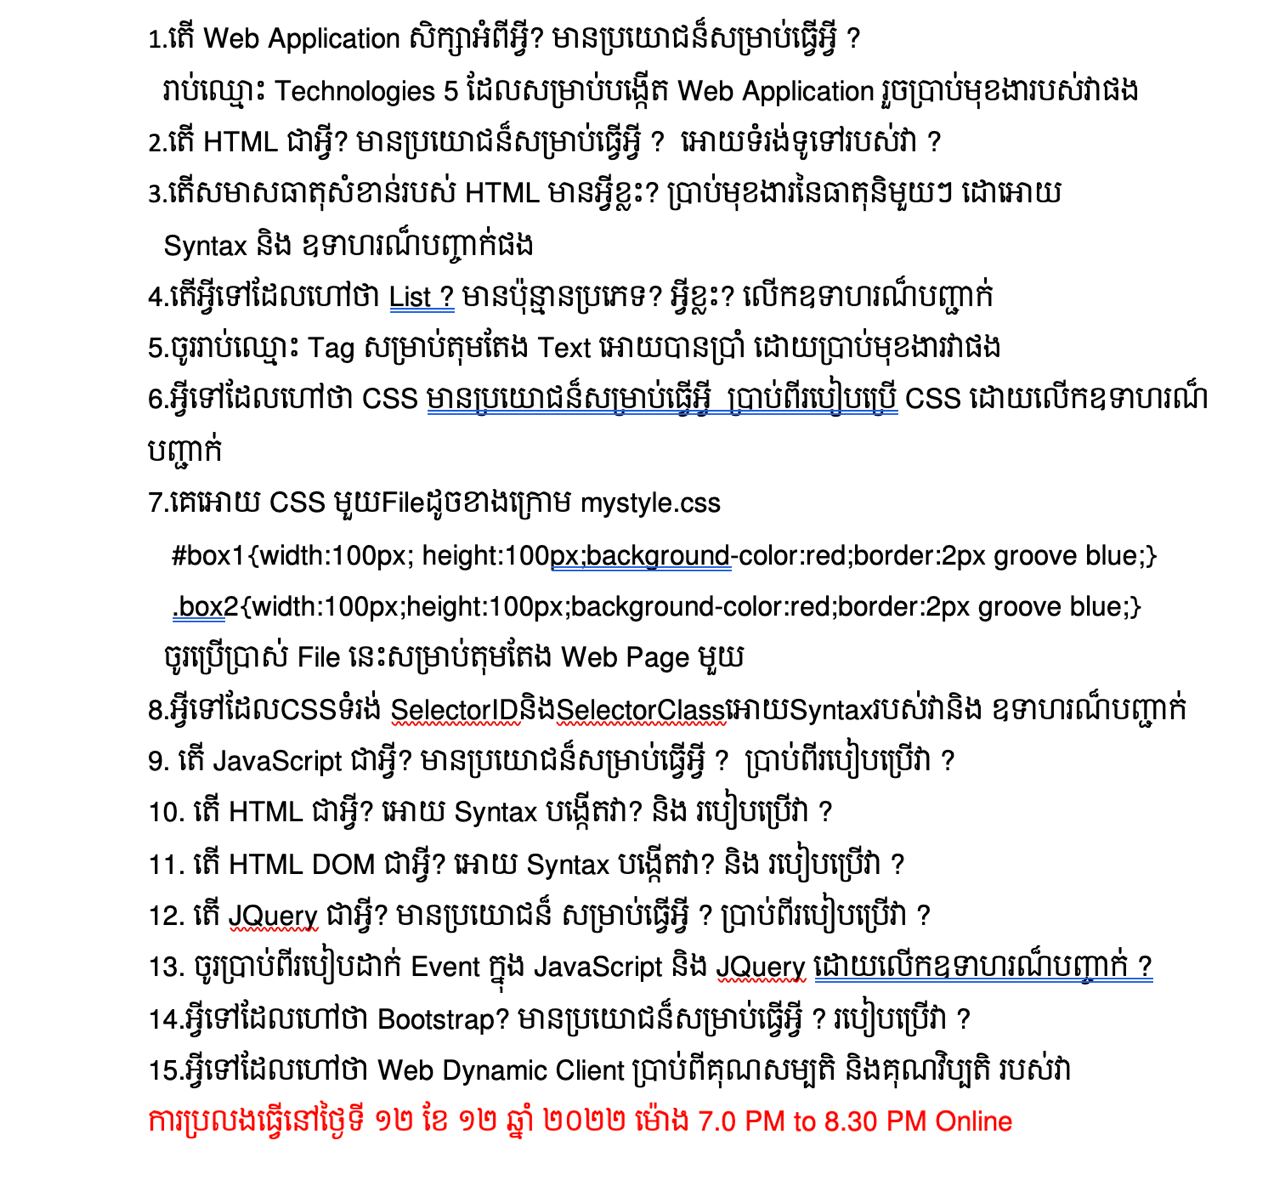 1.តើ Web Application សិក្សាអំពីអ្វី? មានប្រយោជន៏សម្រាប់ធ្វើអ្វី ?
រាប់ឈ្មោះ Technologies 5 ដែលសម្រាប់បង្កើត Web Application រួចប្រាប់មុខងារបស់វាផង
2.តើ HTML ជាអ្វី? មានប្រយោជន៏សម្រាប់ធ្វើអ្វី ? អោយទំរង់ទូទៅរបស់វា ?
3.តើសមាសធាតុសំខាន់របស់ HTML មានអ្វីខ្លះ? ប្រាប់មុខងារនៃធាតុនិមួយៗ ដោអោយ
Syntax និង ឧទាហរណ៏បញ្ចាក់ផង
4.តើអ្វីទៅដែលហៅថា List ? មានប៉ុន្មានប្រភេទ? អ្វីខ្លះ? លើកឧទាហរណ៏បញ្ជាក់
5.ចូររាប់ឈ្មោះ Tag សម្រាប់តុមតែង Text អោយបានប្រាំ ដោយប្រាប់មុខងារវាផង
6.អ្វីទៅដែលហៅថា CSS មានប្រយោជន៏សម្រាប់ធ្វើអ្វី ប្រាប់ពីរបៀបប្រើ CSS ដោយលើកឧទាហរណ៏
បញ្ជាក់
7.គេអោយ CSS មួយFileដូចខាងក្រោម mystyle.css
#box1{width:100px; height:100px;background-color:red;border:2px groove blue;}
.box2{width:100px;height:100px;background-color:red;border:2px groove blue;}
ចូរប្រើប្រាស់ File នេះសម្រាប់តុមតែង Web Page មួយ
8.អ្វីទៅដែលCSSទំរង់ SelectorIDនិងSelectorClassអោយSyntaxរបស់វានិង ឧទាហរណ៏បញ្ជាក់
9. តើ JavaScript ជាអ្វី? មានប្រយោជន៏សម្រាប់ធ្វើអ្វី ? ប្រាប់ពីរបៀបប្រើវា ?
10. តើ HTML ជាអ្វី? អោយ Syntax បង្កើតវា? និង របៀបប្រើវា ?
11. តើ HTML DOM ជាអ្វី? អោយ Syntax បង្កើតវា? និង របៀបប្រើវា ?
12. តើ JQuery ជាអ្វី? មានប្រយោជន៏ សម្រាប់ធ្វើអ្វី ? ប្រាប់ពីរបៀបប្រើវា ?
13. ចូរប្រាប់ពីរបៀបដាក់ Event ក្នុង JavaScript និង JQuery ដោយលើកឧទាហរណ៏បញ្ចាក់ ?
14.អ្វីទៅដែលហៅថា Bootstrap? មានប្រយោជន៏សម្រាប់ធ្វើអ្វី ? របៀបប្រើវា ?
15.អ្វីទៅដែលហៅថា Web Dynamic Client ប្រាប់ពីគុណសម្បតិ និងគុណវិប្បតិ របស់វា
ការប្រលងធ្វើនៅថ្ងៃទី ១២ ខែ ១២ ឆ្នាំ ២០២២ ម៉ោង 7.0 PM to 8.30 PM Online